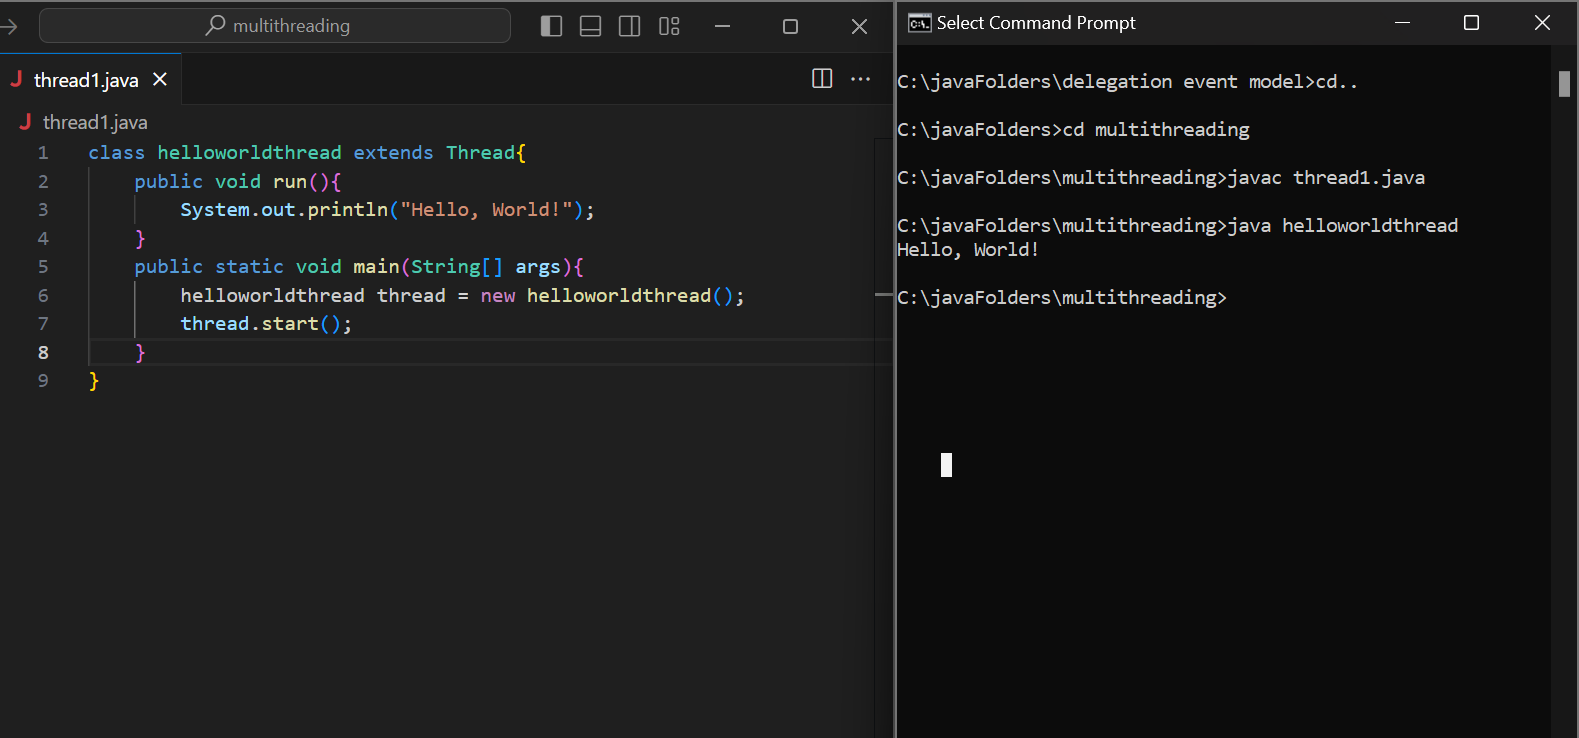 multithreading
J thread1.java
J thread1.java
1 class helloworldthread extends Thread{
2     public void run(){
3         System.out.println("Hello, World!");
4     }
5     public static void main(String[] args){
6         helloworldthread thread = new helloworldthread();
7         thread.start();
8     }
9 }
C:\. Select Command Prompt
C:\javaFolders\delegation event model>cd..
C:\javaFolders>cd multithreading
C:\javaFolders\multithreading>javac thread1.java
C:\javaFolders\multithreading>java helloworldthread
Hello, World!
C:\javaFolders\multithreading>